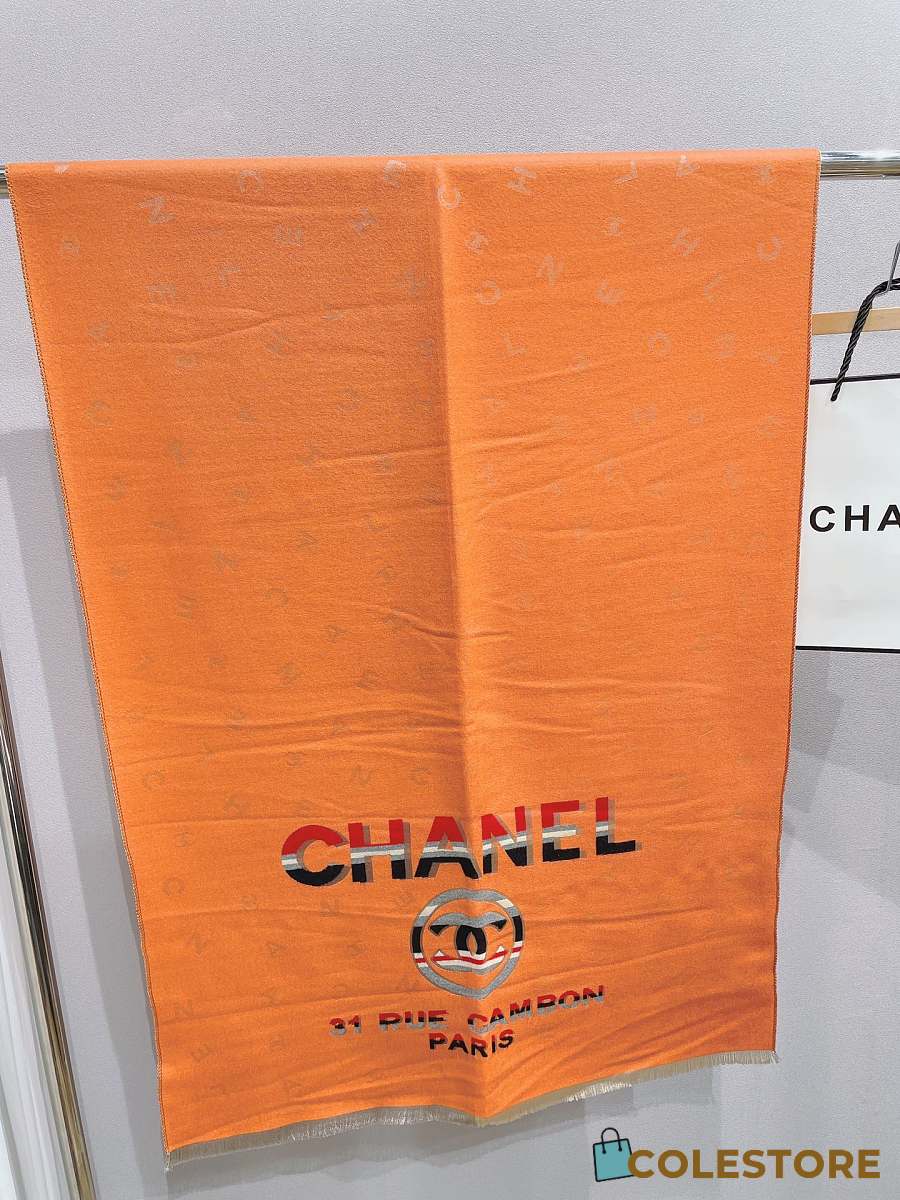 CHANEL
31 RUE CAMBON
PARIS
CHA
COLESTORE